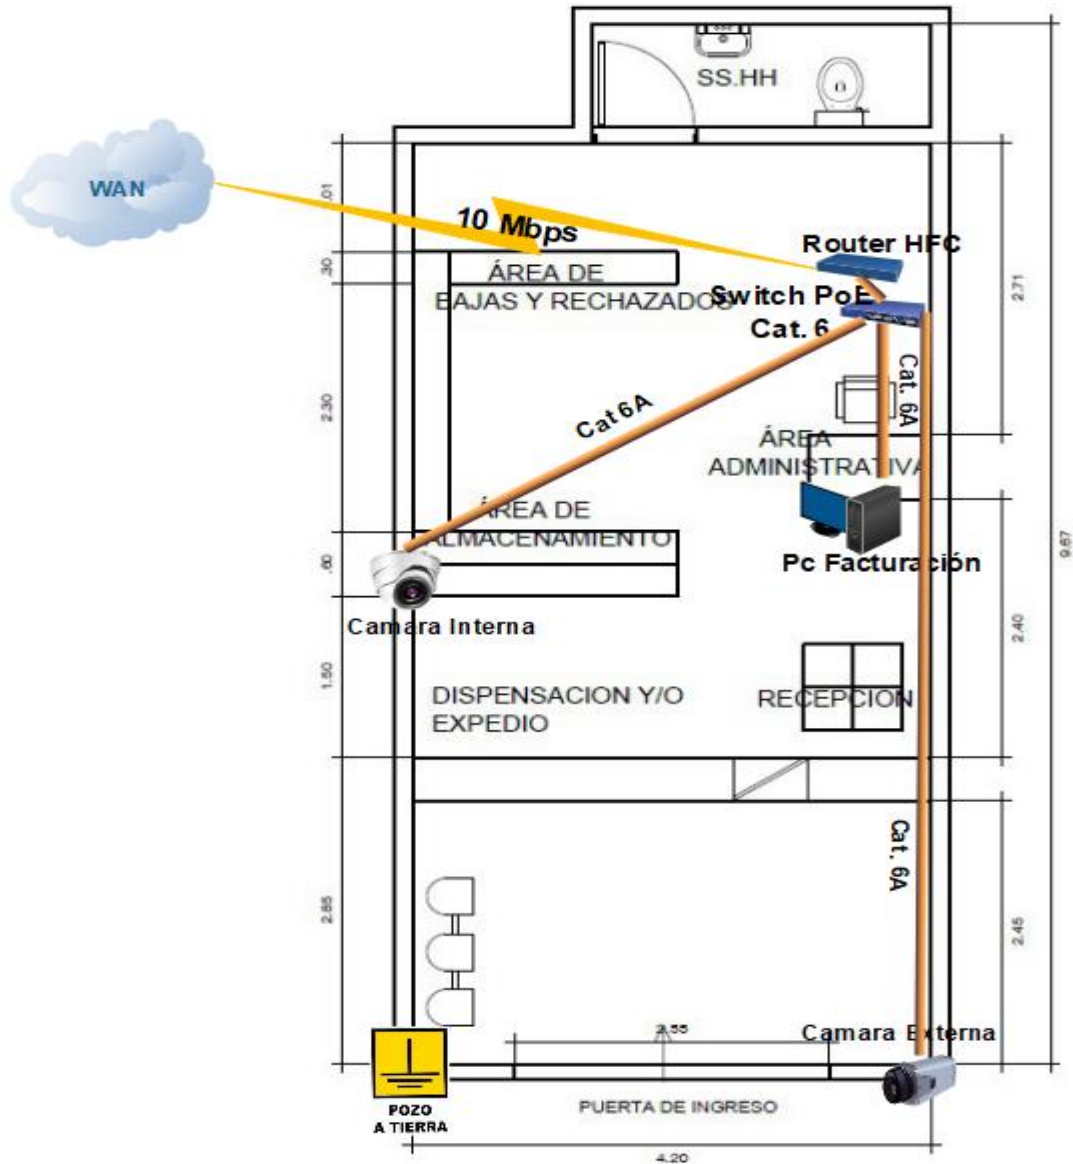 SS.HH
WAN
10 Mbps
Router HFC
ÁREA DE
BAJAS Y RECHAZADOS
Switch PoE
Cat. 6
Cat 6A
Cat. 6A
ÁREA
ADMINISTRATIVA
ÁREA DE
ALMACENAMIENTO
Pc Facturación
Camara Interna
DISPENSACION Y/O
EXPEDIO
RECEPCION
Cat. 6A
Camara Externa
POZO
A TIERRA
PUERTA DE INGRESO
.01
.30
2.30
.60
1.50
2.85
2.71
2.40
2.45
9.67
2.55
4.20